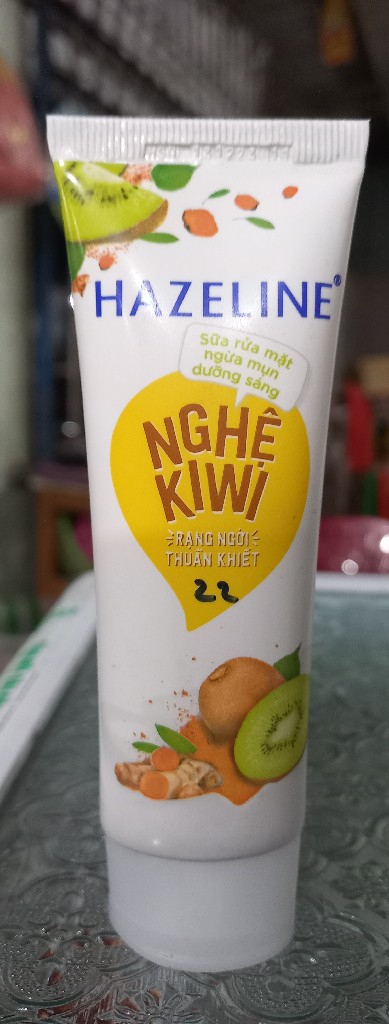 HAZELINE®
Sữa rửa mặt
ngừa mụn
dưỡng sáng
NGHỆ
KIWI
RẠNG NGỜI
THUẦN KHIẾT
22